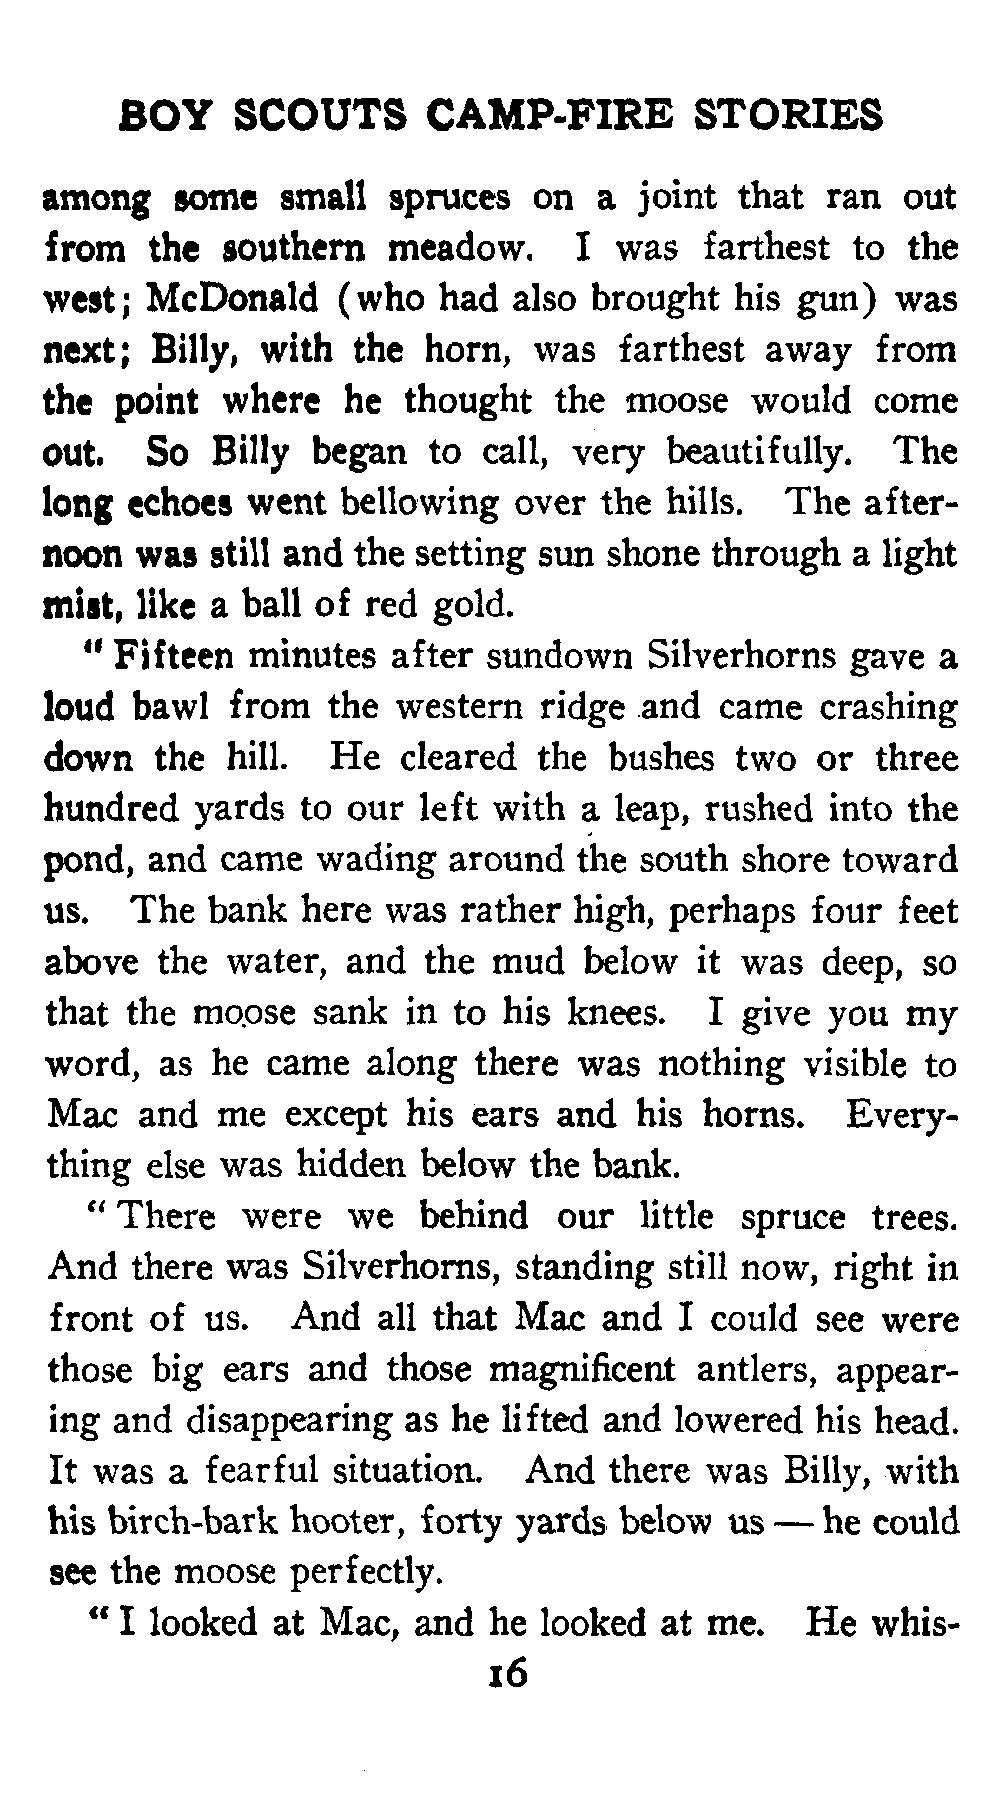 BOY SCOUTS CAMP-FIRE STORIES
among some small spruces on a joint that ran out
from the southern meadow. I was farthest to the
west; McDonald (who had also brought his gun) was
next; Billy, with the horn, was farthest away from
the point where he thought the moose would come
out. So Billy began to call, very beautifully. The
long echoes went bellowing over the hills. The after-
noon was still and the setting sun shone through a light
mist, like a ball of red gold.
" Fifteen minutes after sundown Silverhorns gave a
loud bawl from the western ridge and came crashing
down the hill. He cleared the bushes two or three
hundred yards to our left with a leap, rushed into the
pond, and came wading around the south shore toward
us. The bank here was rather high, perhaps four feet
above the water, and the mud below it was deep, so
that the moose sank in to his knees. I give you my
word, as he came along there was nothing visible to
Mac and me except his ears and his horns. Every-
thing else was hidden below the bank.
" There were we behind our little spruce trees.
And there was Silverhorns, standing still now, right in
front of us. And all that Mac and I could see were
those big ears and those magnificent antlers, appear-
ing and disappearing as he lifted and lowered his head.
It was a fearful situation. And there was Billy, with
his birch-bark hooter, forty yards below us — he could
see the moose perfectly.
" I looked at Mac, and he looked at me. He whis-
16